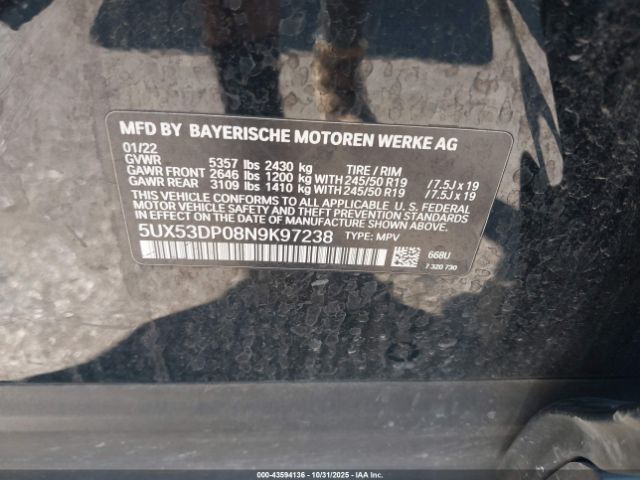 MFD BY BAYERISCHE MOTOREN WERKE AG
01/22
GVWR 5357 lbs 2430 kg TIRE / RIM
GAWR FRONT 2646 lbs 1200 kg WITH 245/50 R19 / 7.5J x 19
GAWR REAR 3109 lbs 1410 kg WITH 245/50 R19 / 7.5J x 19
THIS VEHICLE CONFORMS TO ALL APPLICABLE U. S. FEDERAL
MOTOR VEHICLE SAFETY AND THEFT PREVENTION STANDARDS IN
EFFECT ON THE DATE OF MANUFACTURE SHOWN ABOVE.
5UX53DP08N9K97238 TYPE: MPV
668U
7 320 730
000-43594136 - 10/31/2025 - Copyright 2025 IAA, Inc.